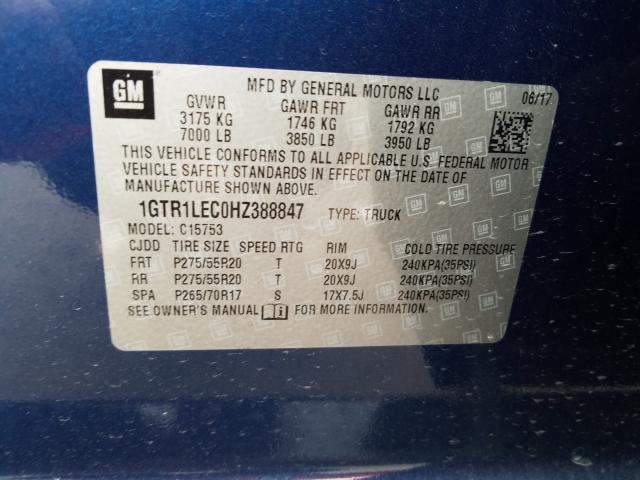 GM
MFD BY GENERAL MOTORS LLC 06/17
GVWR GAWR FRT GAWR RR
3175 KG 1746 KG 1792 KG
7000 LB 3850 LB 3950 LB
THIS VEHICLE CONFORMS TO ALL APPLICABLE U.S. FEDERAL MOTOR
VEHICLE SAFETY STANDARDS IN EFFECT ON THE DATE OF
MANUFACTURE SHOWN ABOVE.
1GTR1LEC0HZ388847 TYPE: TRUCK
MODEL: C15753
CJDD TIRE SIZE SPEED RTG RIM COLD TIRE PRESSURE
FRT P275/55R20 T 20X9J 240KPA(35PSI)
RR P275/55R20 T 20X9J 240KPA(35PSI)
SPA P265/70R17 S 17X7.5J 240KPA(35PSI)
SEE OWNER'S MANUAL FOR MORE INFORMATION.